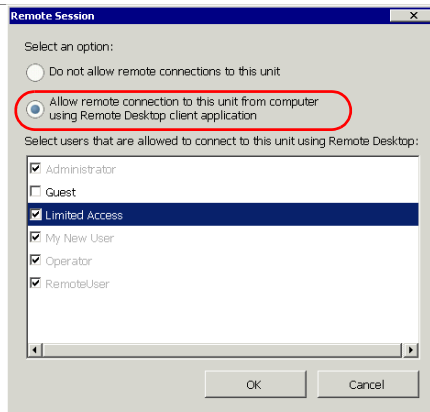 Remote Session
Select an option:
Do not allow remote connections to this unit
Allow remote connection to this unit from computer
using Remote Desktop client application
Select users that are allowed to connect to this unit using Remote Desktop:
Administrator
Guest
Limited Access
My New User
Operator
RemoteUser
OK Cancel